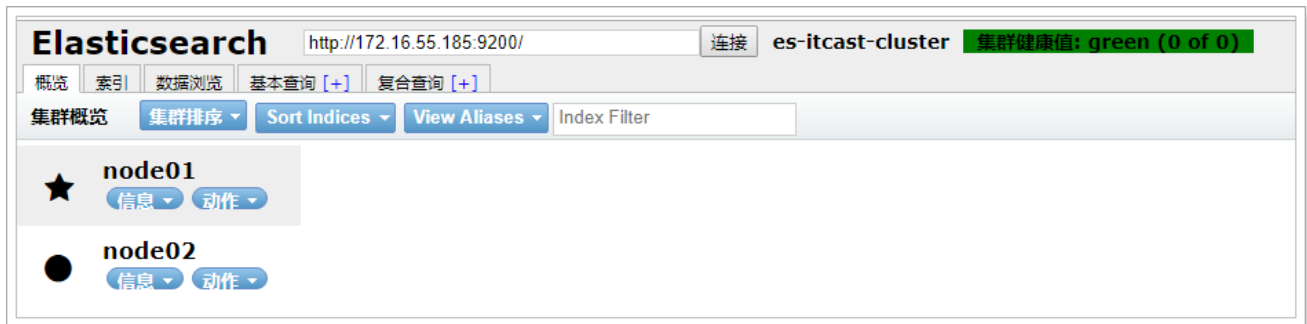 Elasticsearch http://172.16.55.185:9200/ 连接 es-itcast-cluster 集群健康值: green (0 of 0)
概览 索引 数据浏览 基本查询 [+] 复合查询 [+]
集群概览 集群排序 Sort Indices View Aliases Index Filter
node01
信息 动作
node02
信息 动作